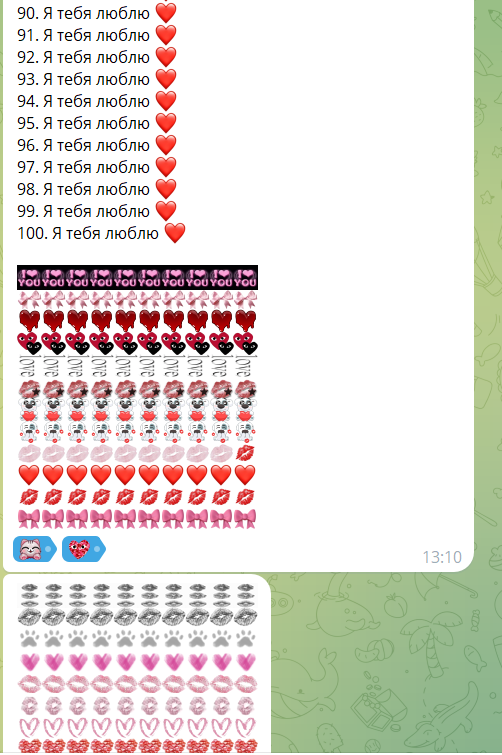 90. Я тебя люблю
91. Я тебя люблю
92. Я тебя люблю
93. Я тебя люблю
94. Я тебя люблю
95. Я тебя люблю
96. Я тебя люблю
97. Я тебя люблю
98. Я тебя люблю
99. Я тебя люблю
100. Я тебя люблю
I ❤ YOU I ❤ YOU I ❤ YOU I ❤ YOU I ❤ YOU I ❤ YOU I ❤ YOU I ❤ YOU I ❤ YOU I ❤ YOU
love love love love love love love love love love
13:10